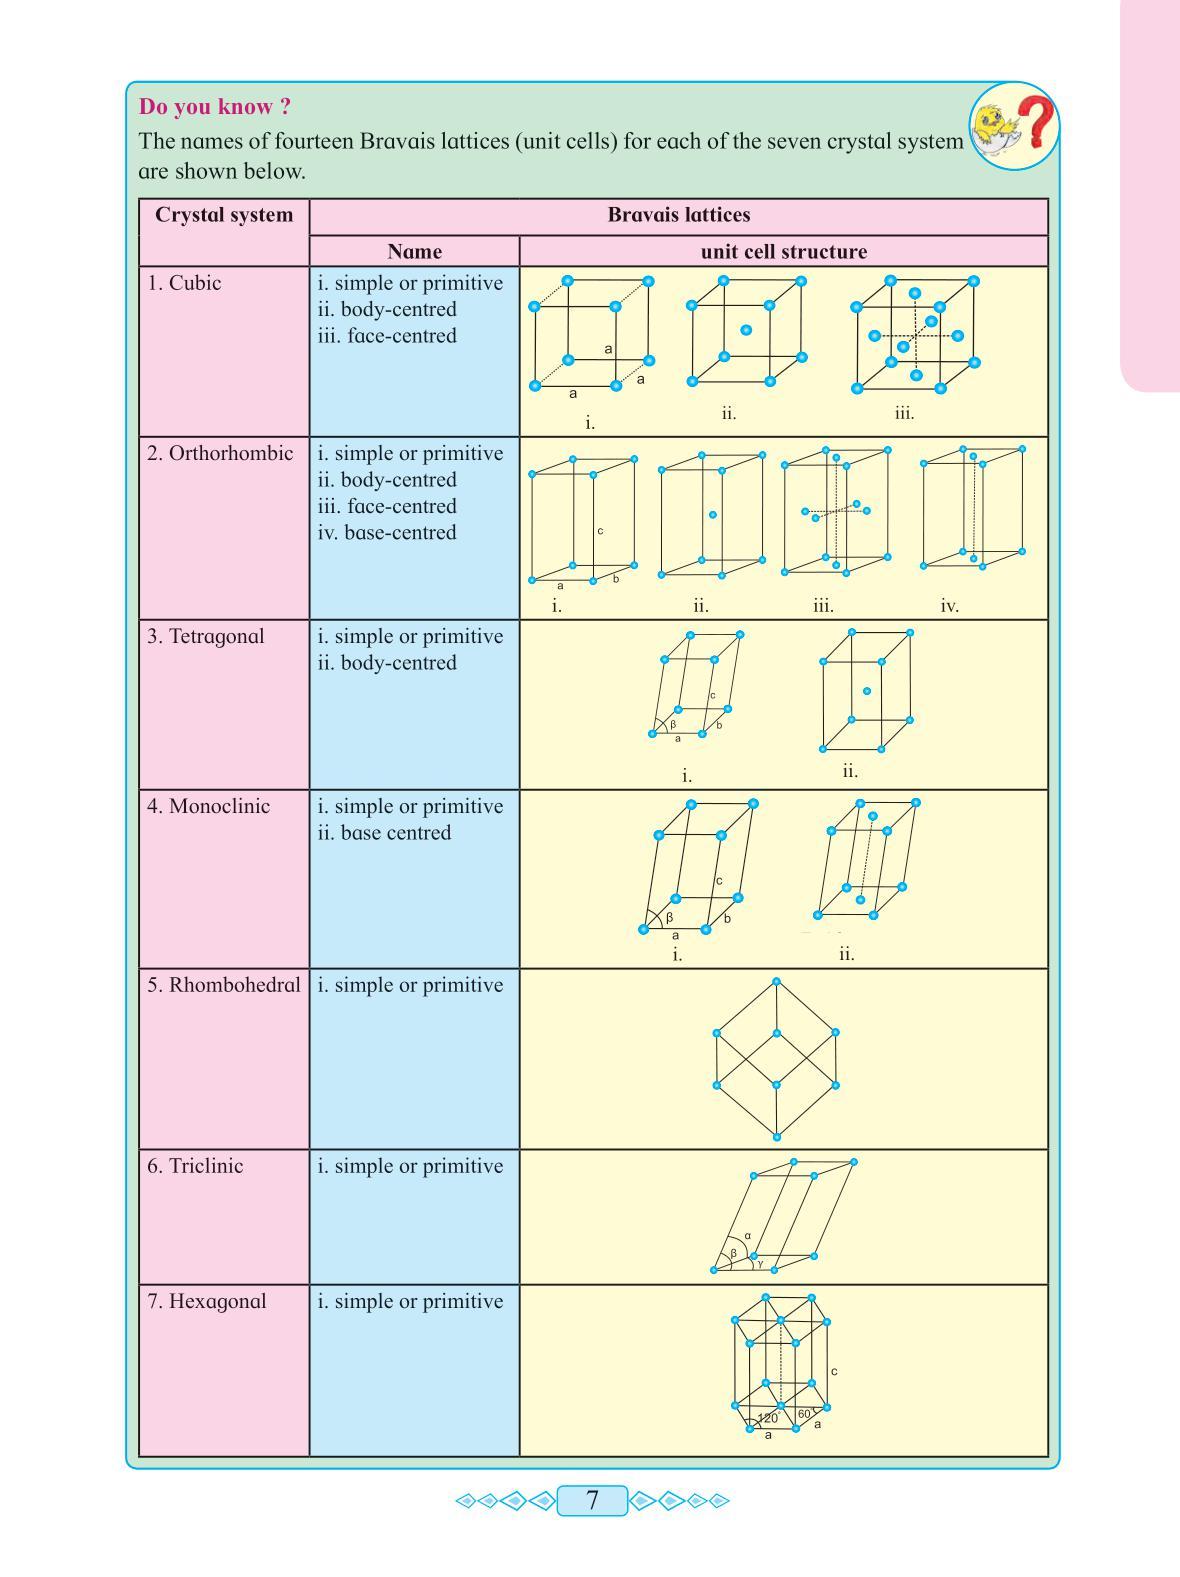 Do you know ?
The names of fourteen Bravais lattices (unit cells) for each of the seven crystal system
are shown below.
Crystal system
Bravais lattices
Name
unit cell structure
1. Cubic
i. simple or primitive
ii. body-centred
iii. face-centred
a
a
a
i.
ii.
iii.
2. Orthorhombic
i. simple or primitive
ii. body-centred
iii. face-centred
iv. base-centred
c
b
a
i.
ii.
iii.
iv.
3. Tetragonal
i. simple or primitive
ii. body-centred
c
β
b
a
i.
ii.
4. Monoclinic
i. simple or primitive
ii. base centred
c
β
b
a
i.
ii.
5. Rhombohedral
i. simple or primitive
6. Triclinic
i. simple or primitive
α
β
γ
7. Hexagonal
i. simple or primitive
c
120°
60°
a
a
7